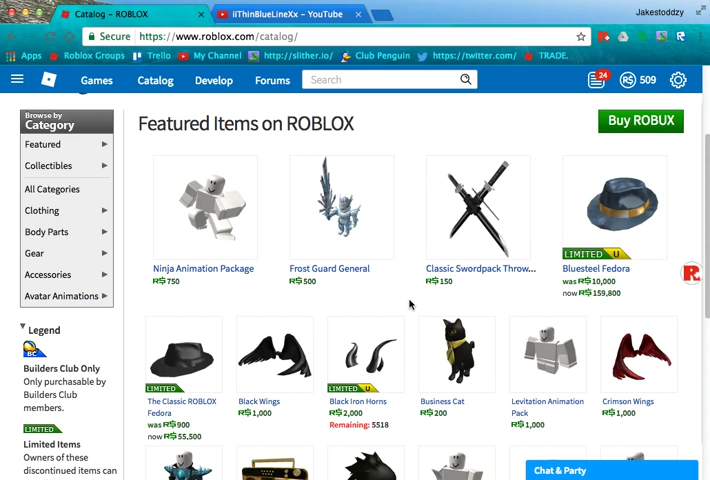 Catalog - ROBLOX
iiThinBlueLineXx - YouTube
Jakestoddzy
Secure
https://www.roblox.com/catalog/
Apps
Roblox Groups
Trello
My Channel
http://slither.io/
Club Penguin
https://twitter.com/
TRADE.
Games
Catalog
Develop
Forums
Search
24
R$ 509
Browse by
Category
Featured
Collectibles
All Categories
Clothing
Body Parts
Gear
Accessories
Avatar Animations
Legend
BC
Builders Club Only
Only purchasable by
Builders Club
members.
LIMITED
Limited Items
Owners of these
discontinued items can
Featured Items on ROBLOX
Buy ROBUX
Ninja Animation Package
R$ 750
Frost Guard General
R$ 500
Classic Swordpack Throw...
R$ 150
LIMITED U
Bluesteel Fedora
was R$ 10,000
now R$ 159,800
LIMITED
The Classic ROBLOX
Fedora
was R$ 900
now R$ 55,500
Black Wings
R$ 1,000
LIMITED U
Black Iron Horns
R$ 2,000
Remaining: 5518
Business Cat
R$ 200
Levitation Animation
Pack
R$ 1,000
Crimson Wings
R$ 1,000
Chat & Party